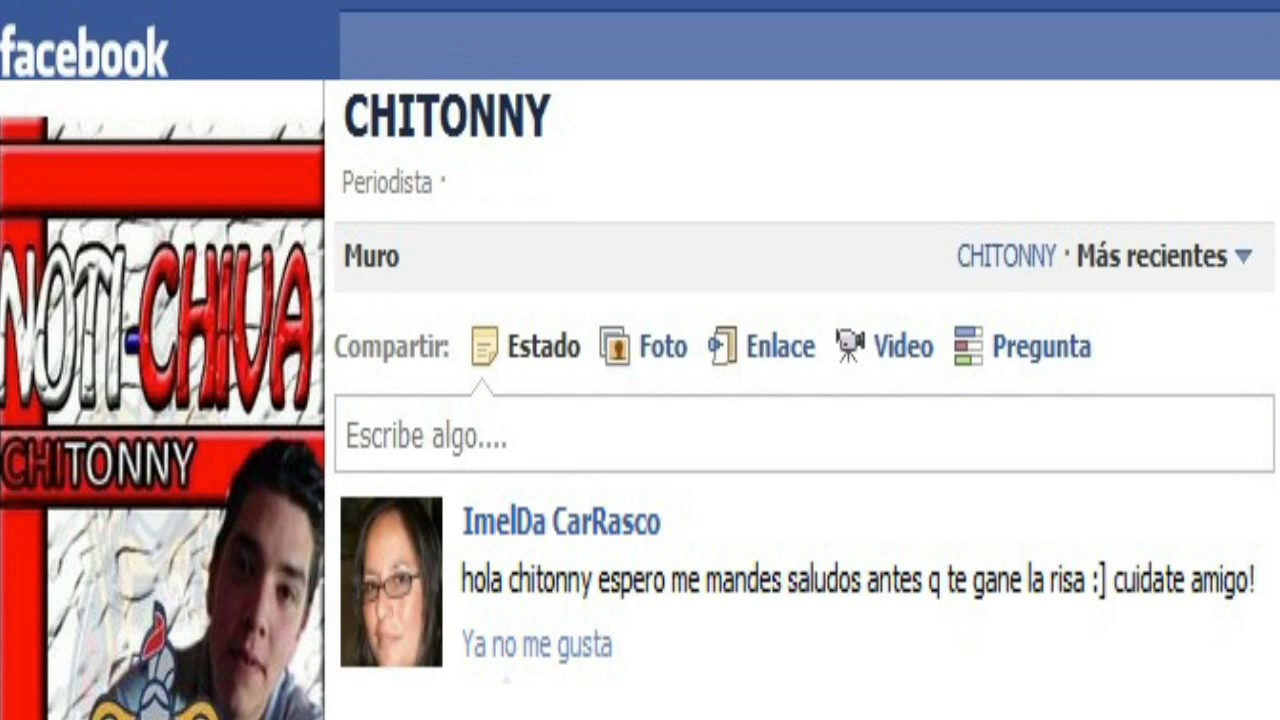 facebook
CHITONNY
Periodista ·
Muro
CHITONNY · Más recientes
Compartir: Estado Foto Enlace Video Pregunta
Escribe algo....
NOTI-CHIVA
CHITONNY
ImelDa CarRasco
hola chitonny espero me mandes saludos antes q te gane la risa :] cuidate amigo!
Ya no me gusta